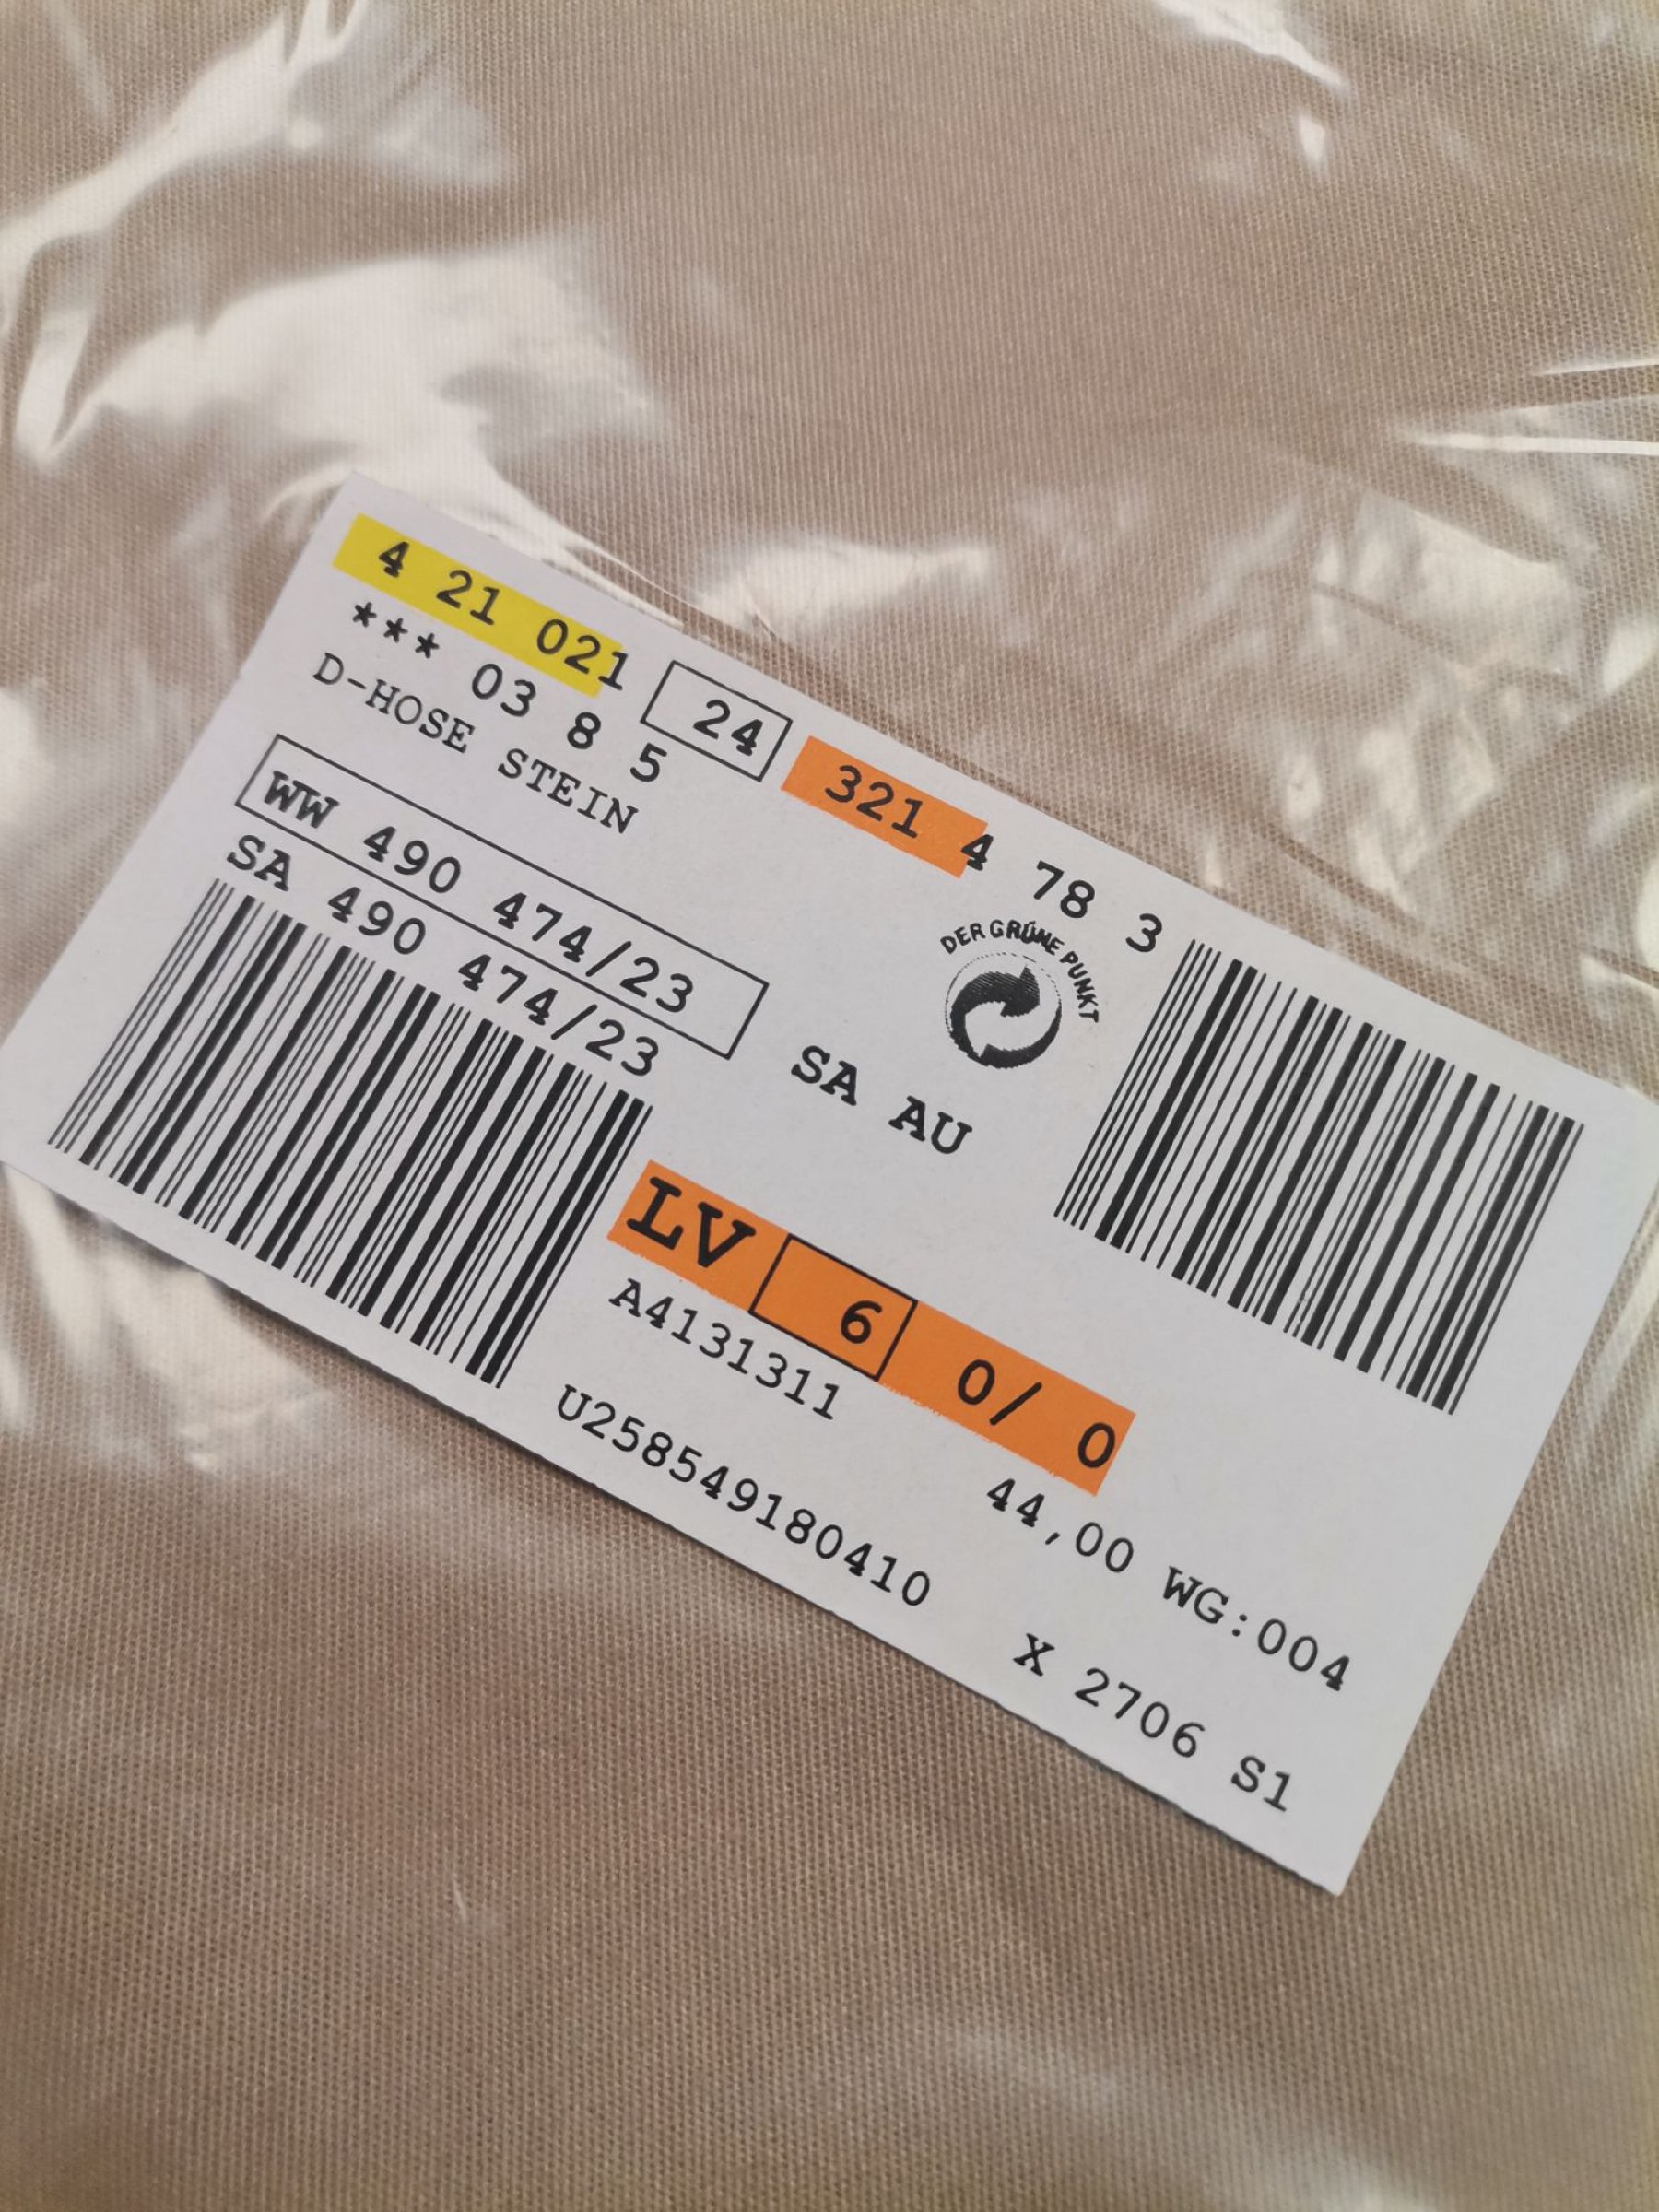 4 21 021 24 321 4 78 3
*** 03 8 5
D-HOSE STEIN
DER GRÜNE PUNKT
WW 490 474/23
SA 490 474/23 SA AU
LV 6 0/ 0
A4131311 44,00 WG:004
U258549180410 X 2706 S1